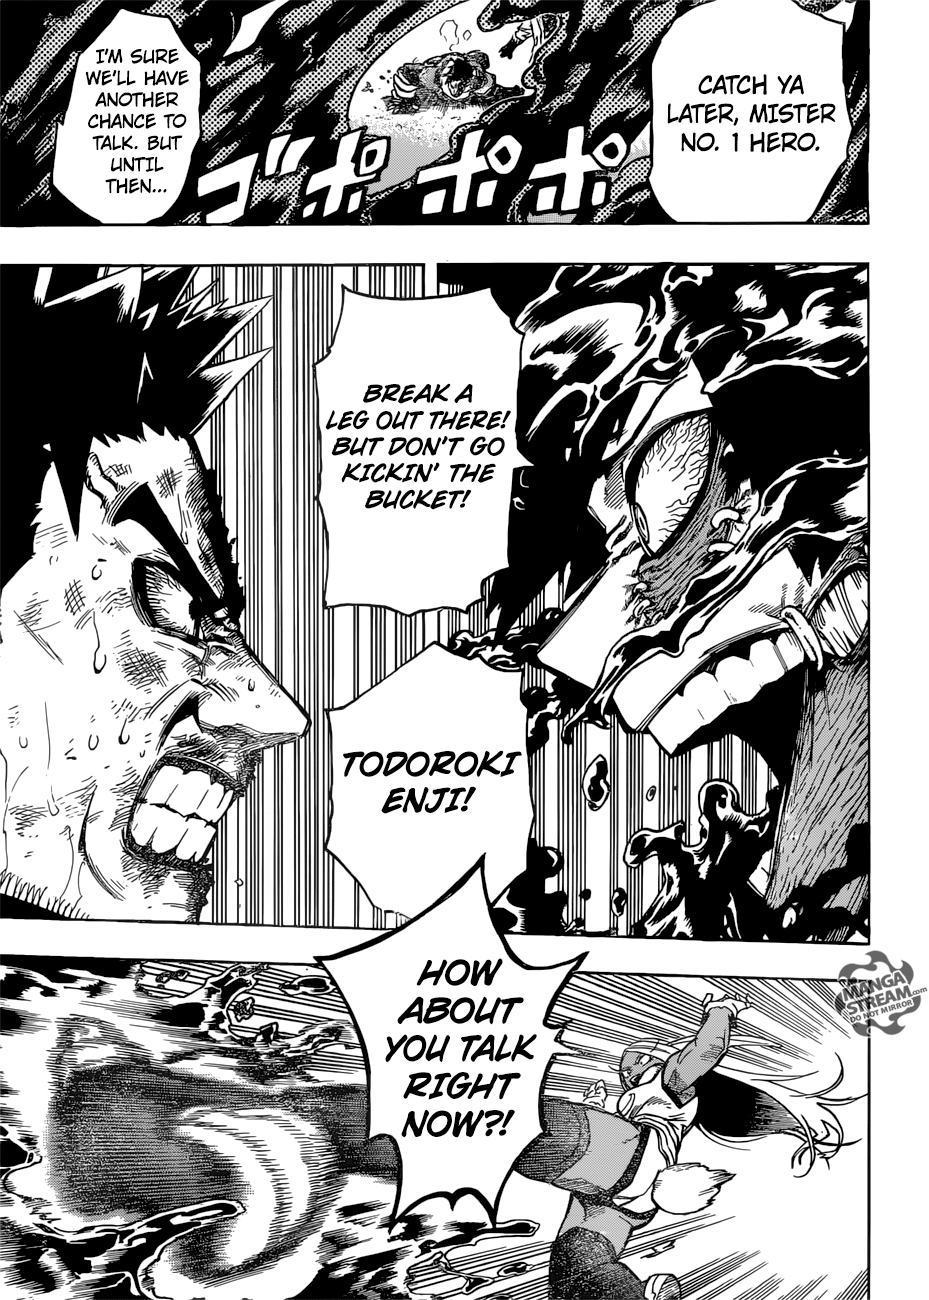 CATCH YA
LATER, MISTER
NO. 1 HERO.
I'M SURE
WE'LL HAVE
ANOTHER
CHANCE TO
TALK. BUT
UNTIL
THEN...
ゴポポポポ
BREAK A
LEG OUT THERE!
BUT DON'T GO
KICKIN' THE
BUCKET!
TODOROKI
ENJI!
HOW
ABOUT
YOU TALK
RIGHT
NOW?!
MANGA
STREAM.com
DO NOT MIRROR